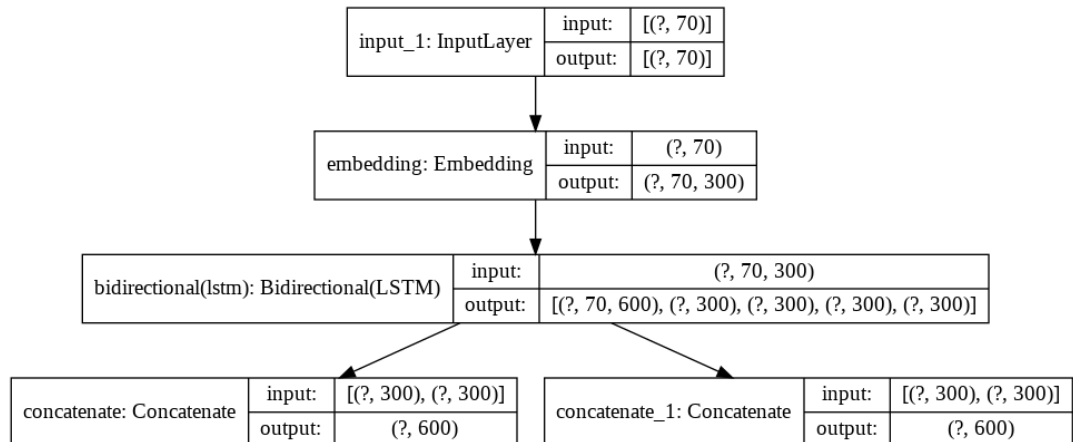 input_1: InputLayer
input: [(?, 70)]
output: [(?, 70)]
embedding: Embedding
input: (?, 70)
output: (?, 70, 300)
bidirectional(lstm): Bidirectional(LSTM)
input: (?, 70, 300)
output: [(?, 70, 600), (?, 300), (?, 300), (?, 300), (?, 300)]
concatenate: Concatenate
input: [(?, 300), (?, 300)]
output: (?, 600)
concatenate_1: Concatenate
input: [(?, 300), (?, 300)]
output: (?, 600)